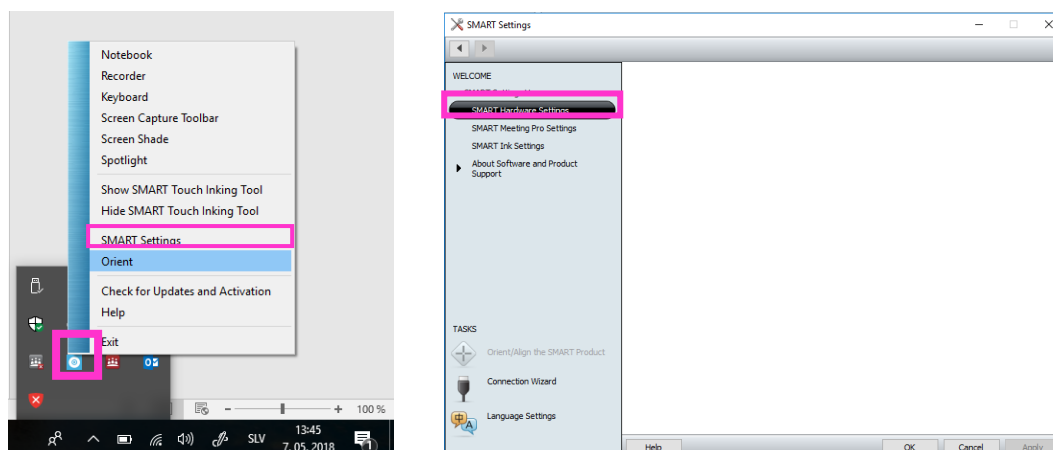 Notebook
Recorder
Keyboard
Screen Capture Toolbar
Screen Shade
Spotlight
Show SMART Touch Inking Tool
Hide SMART Touch Inking Tool
SMART Settings
Orient
Check for Updates and Activation
Help
Exit
100 %
SLV
13:45
7. 05. 2018
1
SMART Settings
WELCOME
SMART Hardware Settings
SMART Meeting Pro Settings
SMART Ink Settings
About Software and Product
Support
TASKS
Orient/Align the SMART Product
Connection Wizard
Language Settings
Help
OK
Cancel
Apply